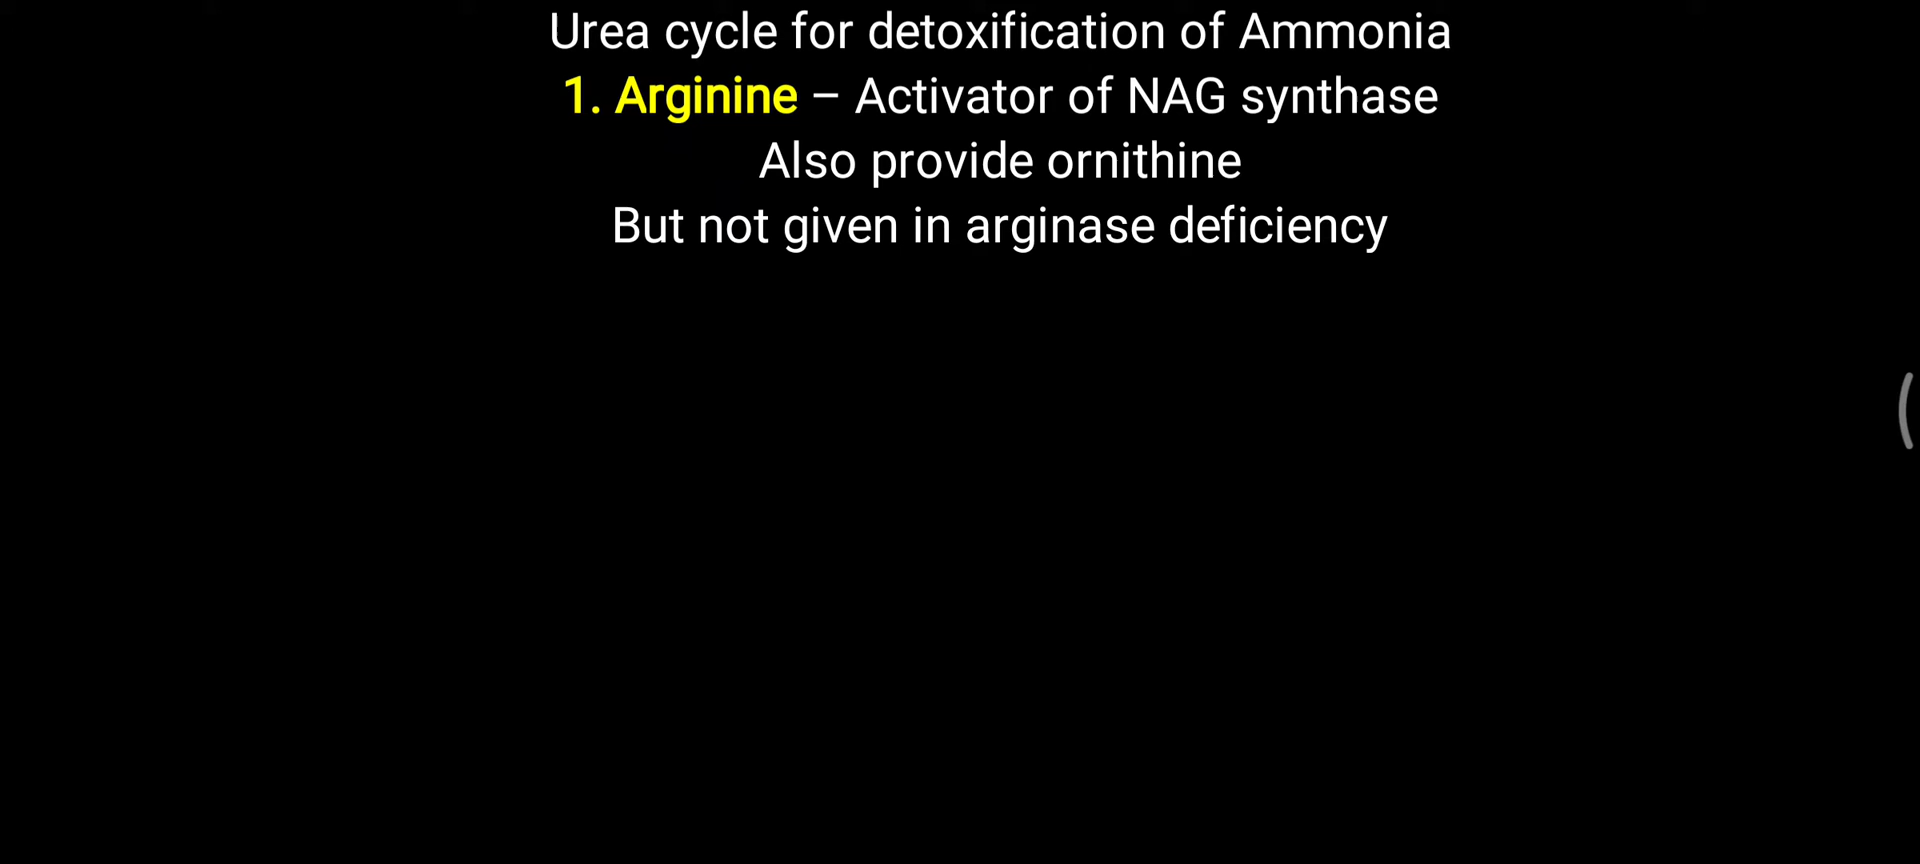 Urea cycle for detoxification of Ammonia
1. Arginine – Activator of NAG synthase
Also provide ornithine
But not given in arginase deficiency